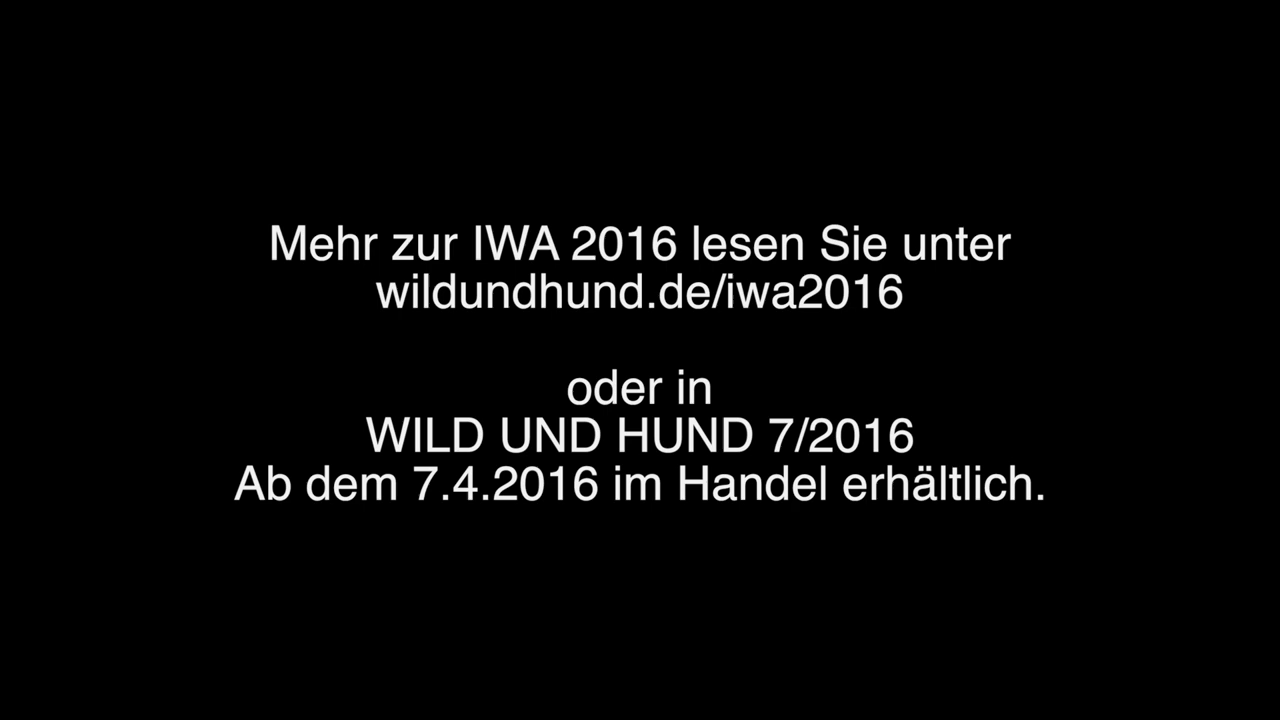 Mehr zur IWA 2016 lesen Sie unter
wildundhund.de/iwa2016
oder in
WILD UND HUND 7/2016
Ab dem 7.4.2016 im Handel erhältlich.